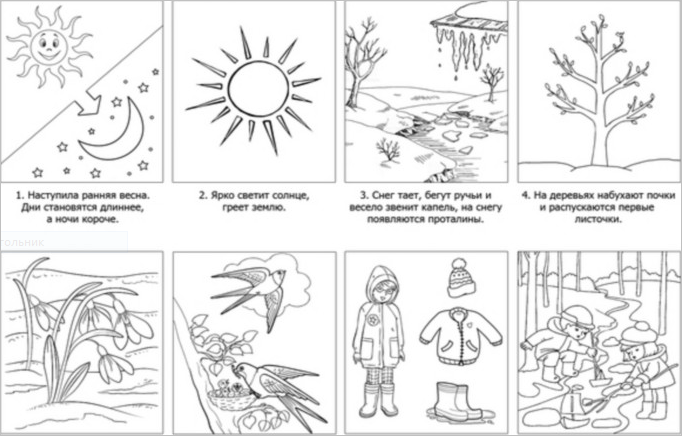 1. Наступила ранняя весна.
Дни становятся длиннее,
а ночи короче.
2. Ярко светит солнце,
греет землю.
3. Снег тает, бегут ручьи и
весело звенит капель, на снегу
появляются проталины.
4. На деревьях набухают почки
и распускаются первые
листочки.